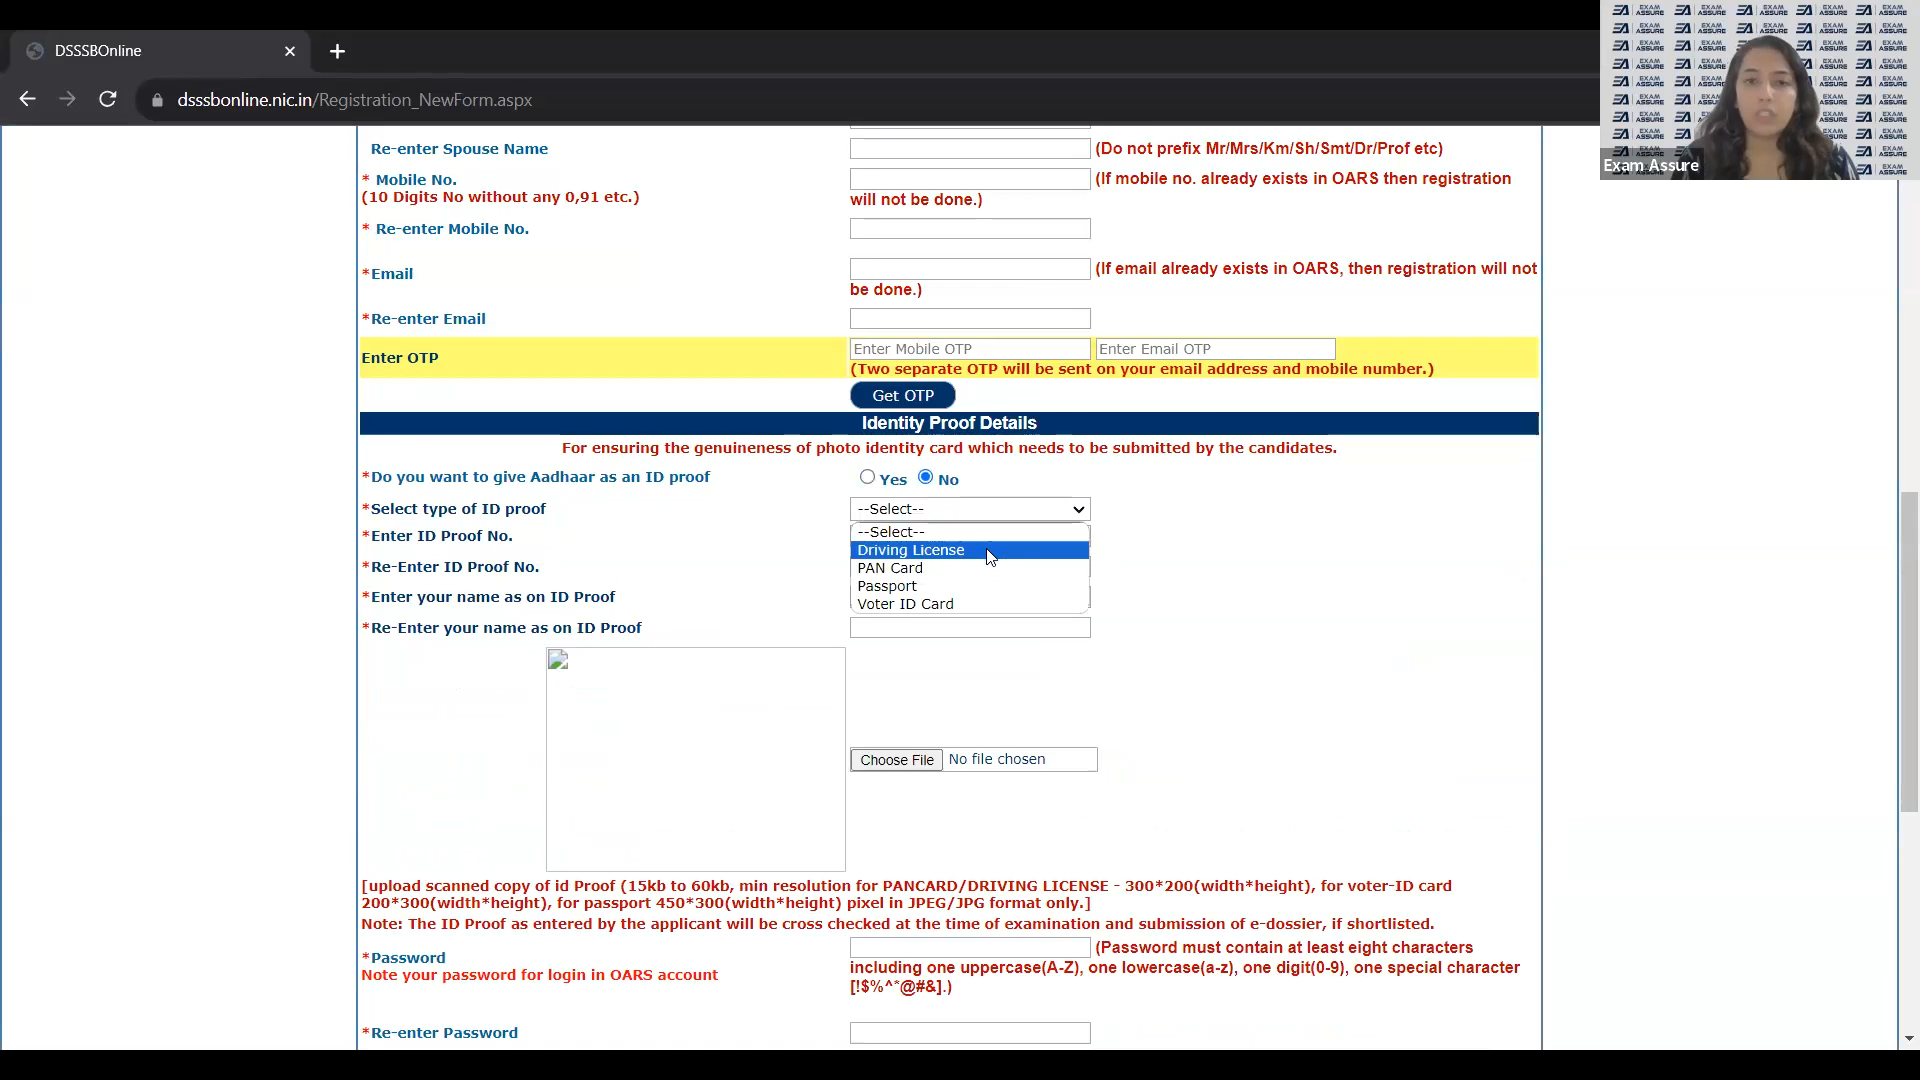 DSSSBOnline
dsssbonline.nic.in/Registration_NewForm.aspx
Exam Assure
Re-enter Spouse Name
(Do not prefix Mr/Mrs/Km/Sh/Smt/Dr/Prof etc)
* Mobile No.
(10 Digits No without any 0,91 etc.)
(If mobile no. already exists in OARS then registration
will not be done.)
* Re-enter Mobile No.
*Email
(If email already exists in OARS, then registration will not
be done.)
*Re-enter Email
Enter OTP
Enter Mobile OTP
Enter Email OTP
(Two separate OTP will be sent on your email address and mobile number.)
Get OTP
Identity Proof Details
For ensuring the genuineness of photo identity card which needs to be submitted by the candidates.
*Do you want to give Aadhaar as an ID proof
Yes No
*Select type of ID proof
--Select--
--Select--
Driving License
PAN Card
Passport
Voter ID Card
*Enter ID Proof No.
*Re-Enter ID Proof No.
*Enter your name as on ID Proof
*Re-Enter your name as on ID Proof
Choose File No file chosen
[upload scanned copy of id Proof (15kb to 60kb, min resolution for PANCARD/DRIVING LICENSE - 300*200(width*height), for voter-ID card
200*300(width*height), for passport 450*300(width*height) pixel in JPEG/JPG format only.]
Note: The ID Proof as entered by the applicant will be cross checked at the time of examination and submission of e-dossier, if shortlisted.
*Password
Note your password for login in OARS account
(Password must contain at least eight characters
including one uppercase(A-Z), one lowercase(a-z), one digit(0-9), one special character
[!$%^*@#&].)
*Re-enter Password